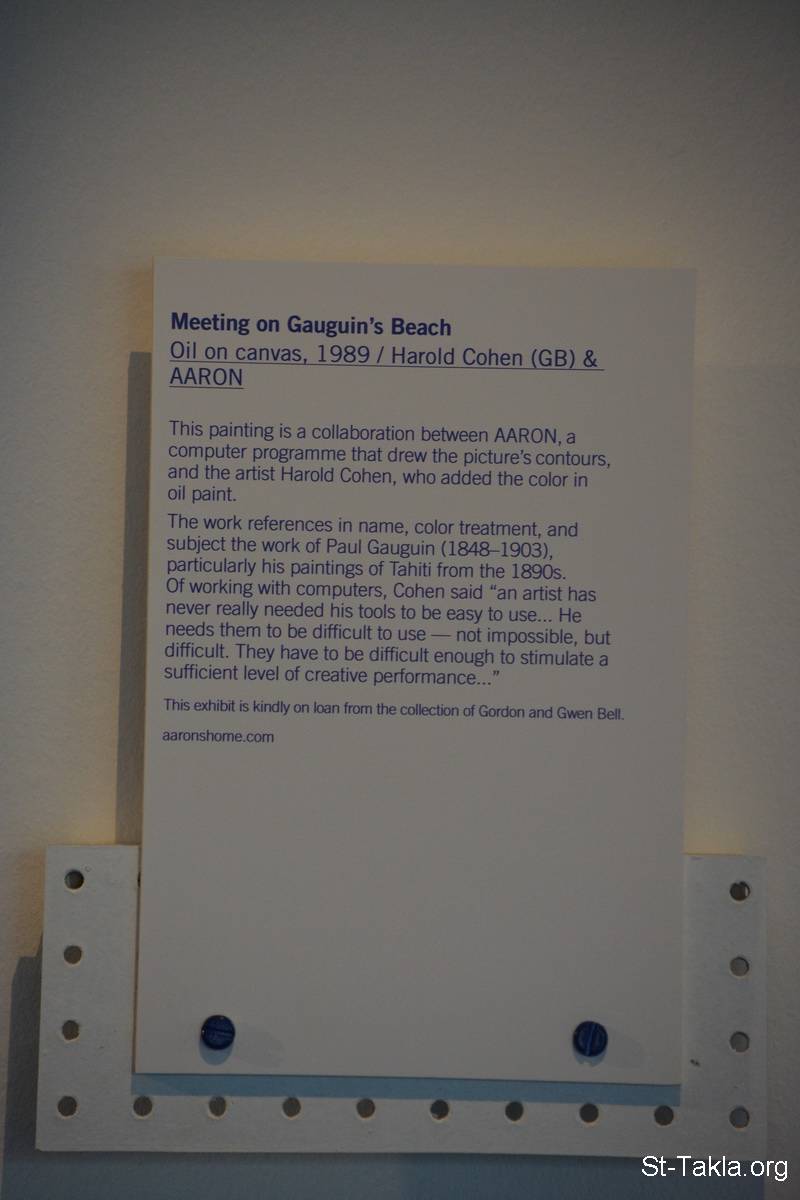 Meeting on Gauguin's Beach
Oil on canvas, 1989 / Harold Cohen (GB) &
AARON
This painting is a collaboration between AARON, a
computer programme that drew the picture's contours,
and the artist Harold Cohen, who added the color in
oil paint.
The work references in name, color treatment, and
subject the work of Paul Gauguin (1848–1903),
particularly his paintings of Tahiti from the 1890s.
Of working with computers, Cohen said “an artist has
never really needed his tools to be easy to use... He
needs them to be difficult to use — not impossible, but
difficult. They have to be difficult enough to stimulate a
sufficient level of creative performance...”
This exhibit is kindly on loan from the collection of Gordon and Gwen Bell.
aaronshome.com
St-Takla.org